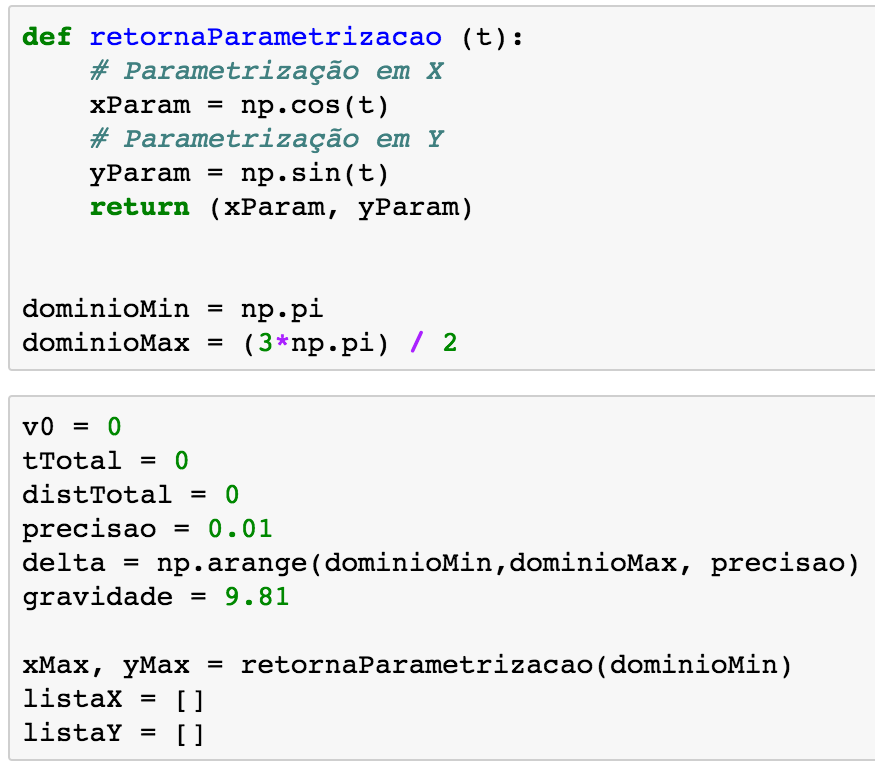 def retornaParametrizacao (t):
    # Parametrização em X
    xParam = np.cos(t)
    # Parametrização em Y
    yParam = np.sin(t)
    return (xParam, yParam)
dominioMin = np.pi
dominioMax = (3*np.pi) / 2
v0 = 0
tTotal = 0
distTotal = 0
precisao = 0.01
delta = np.arange(dominioMin,dominioMax, precisao)
gravidade = 9.81
xMax, yMax = retornaParametrizacao(dominioMin)
listaX = []
listaY = []